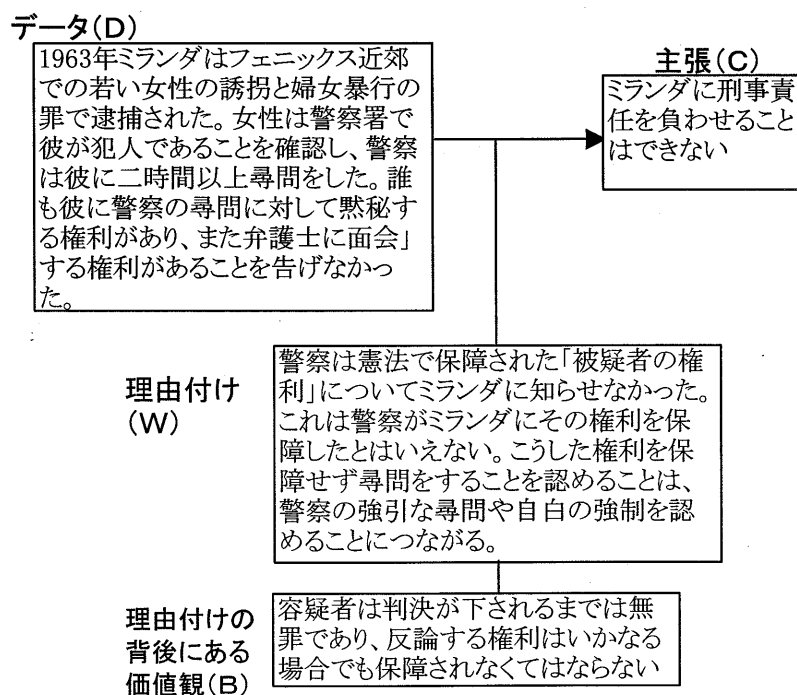 データ(D)
1963年ミランダはフェニックス近郊
での若い女性の誘拐と婦女暴行の
罪で逮捕された。女性は警察署で
彼が犯人であることを確認し、警察
は彼に二時間以上尋問をした。誰
も彼に警察の尋問に対して黙秘す
る権利があり、また弁護士に面会」
する権利があることを告げなかっ
た。
主張(C)
ミランダに刑事責
任を負わせること
はできない
理由付け
(W)
警察は憲法で保障された「被疑者の権
利」についてミランダに知らせなかった。
これは警察がミランダにその権利を保
障したとはいえない。こうした権利を保
障せず尋問をすることを認めることは、
警察の強引な尋問や自白の強制を認
めることにつながる。
理由付けの
背後にある
価値観(B)
容疑者は判決が下されるまでは無
罪であり、反論する権利はいかなる
場合でも保障されなくてはならない